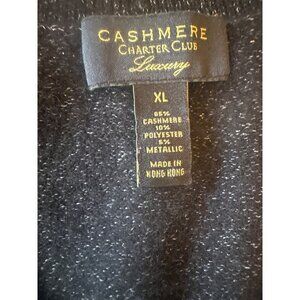 CASHMERE
CHARTER CLUB
Luxury
XL
85%
CASHMERE
10%
POLYESTER
5%
METALLIC
MADE IN
HONG KONG